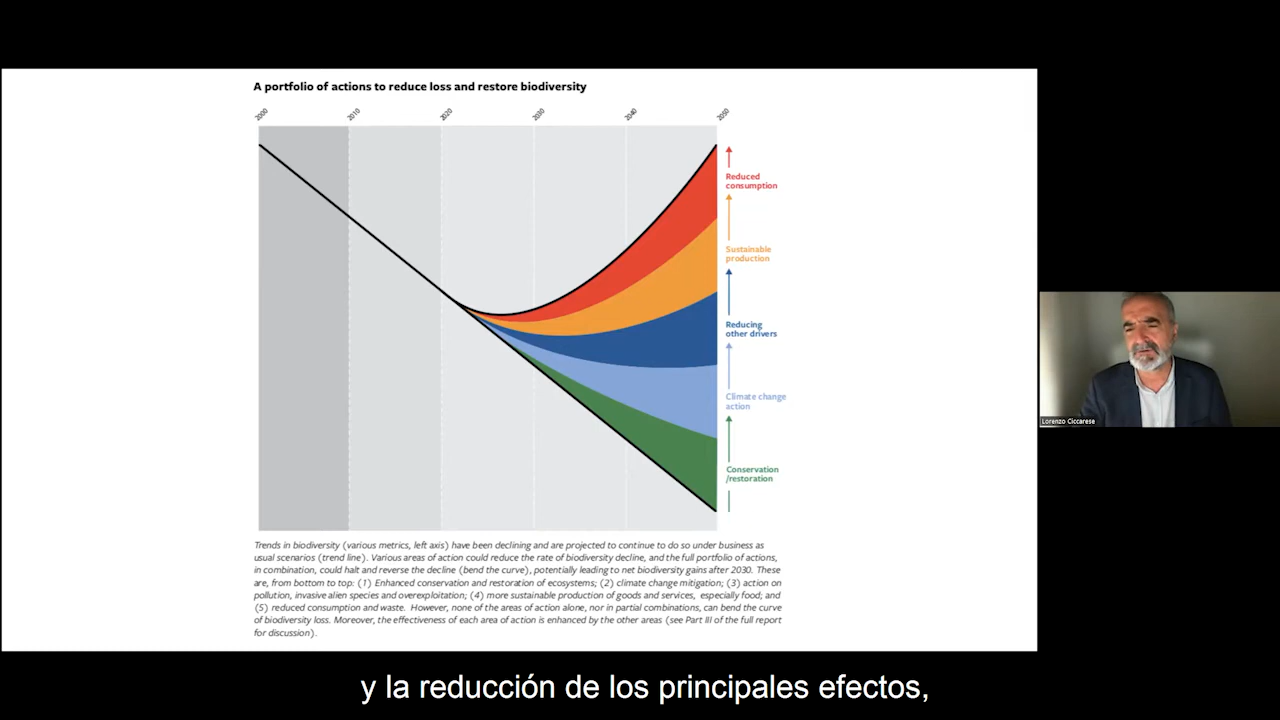 A portfolio of actions to reduce loss and restore biodiversity
2000
2010
2020
2030
2040
2050
Reduced
consumption
Sustainable
production
Reducing
other drivers
Climate change
action
Conservation
/restoration
Trends in biodiversity (various metrics, left axis) have been declining and are projected to continue to do so under business as
usual scenarios (trend line). Various areas of action could reduce the rate of biodiversity decline, and the full portfolio of actions,
in combination, could halt and reverse the decline (bend the curve), potentially leading to net biodiversity gains after 2030. These
are, from bottom to top: (1) Enhanced conservation and restoration of ecosystems; (2) climate change mitigation; (3) action on
pollution, invasive alien species and overexploitation; (4) more sustainable production of goods and services, especially food; and
(5) reduced consumption and waste. However, none of the areas of action alone, nor in partial combinations, can bend the curve
of biodiversity loss. Moreover, the effectiveness of each area of action is enhanced by the other areas (see Part III of the full report
for discussion).
Lorenzo Ciccarese
y la reducción de los principales efectos,